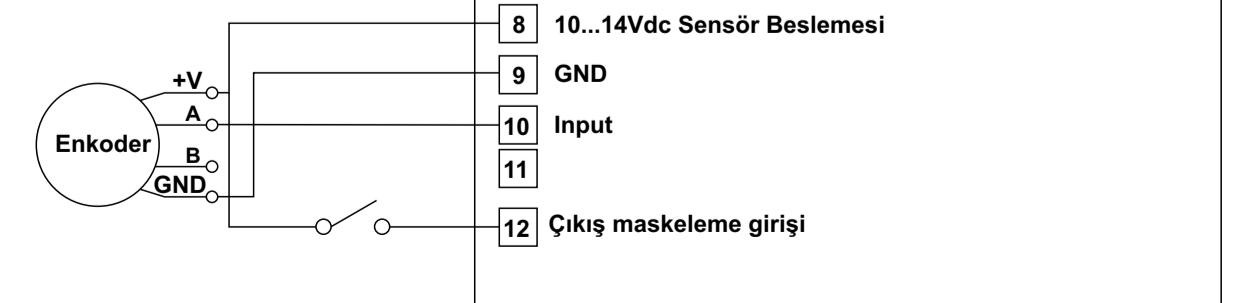 8 10...14Vdc Sensör Beslemesi
+V
9 GND
A
10 Input
Enkoder
B
11
GND
12 Çıkış maskeleme girişi